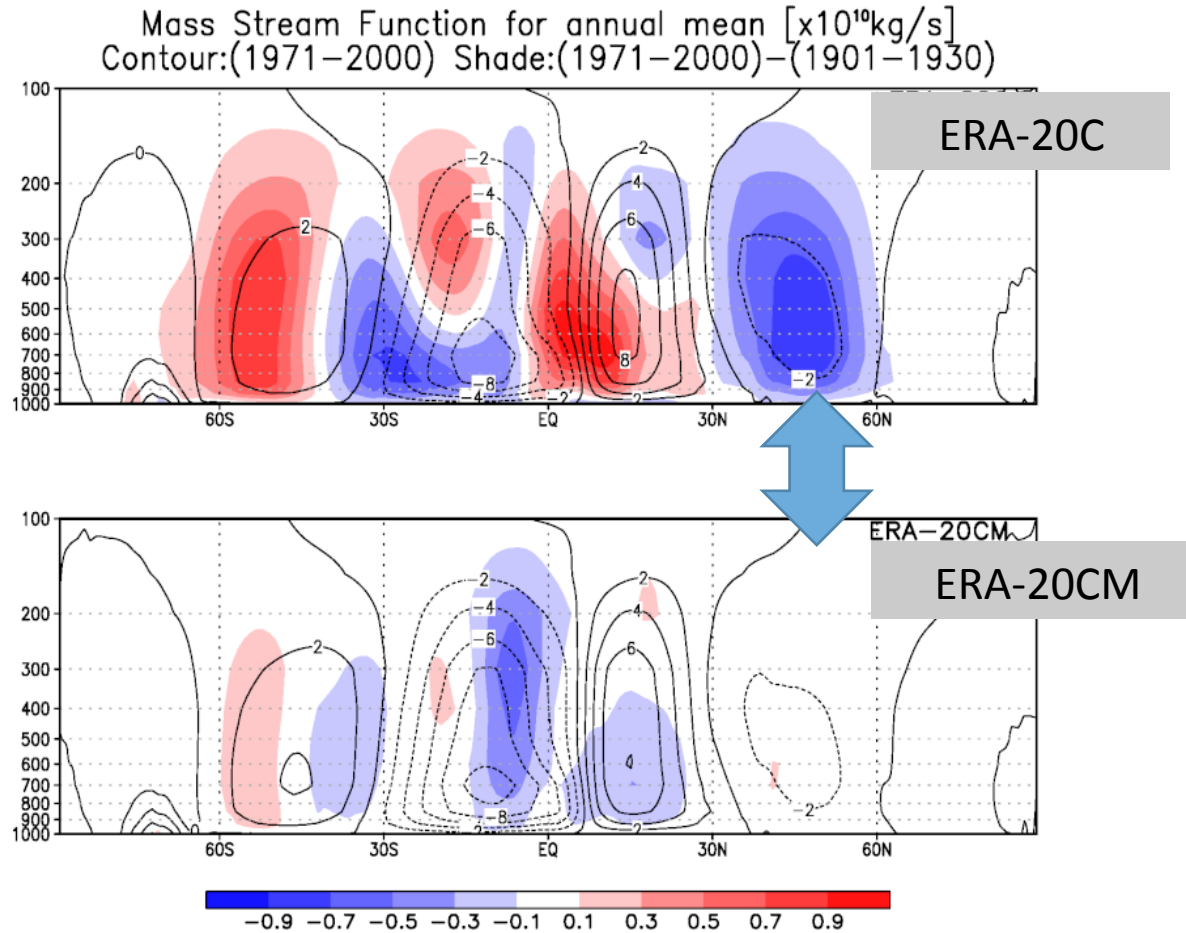 Mass Stream Function for annual mean [x10¹⁰kg/s]
Contour:(1971−2000) Shade:(1971−2000)−(1901−1930)
ERA-20C
100
200
300
400
500
600
700
800
900
1000
0
2
−2
−4
−6
−8
−4
−2
2
4
6
8
2
−2
60S
30S
EQ
30N
60N
ERA−20CM
ERA-20CM
100
200
300
400
500
600
700
800
900
1000
2
−2
−4
−6
−8
2
4
6
2
−2
60S
30S
EQ
30N
60N
−0.9 −0.7 −0.5 −0.3 −0.1 0.1 0.3 0.5 0.7 0.9